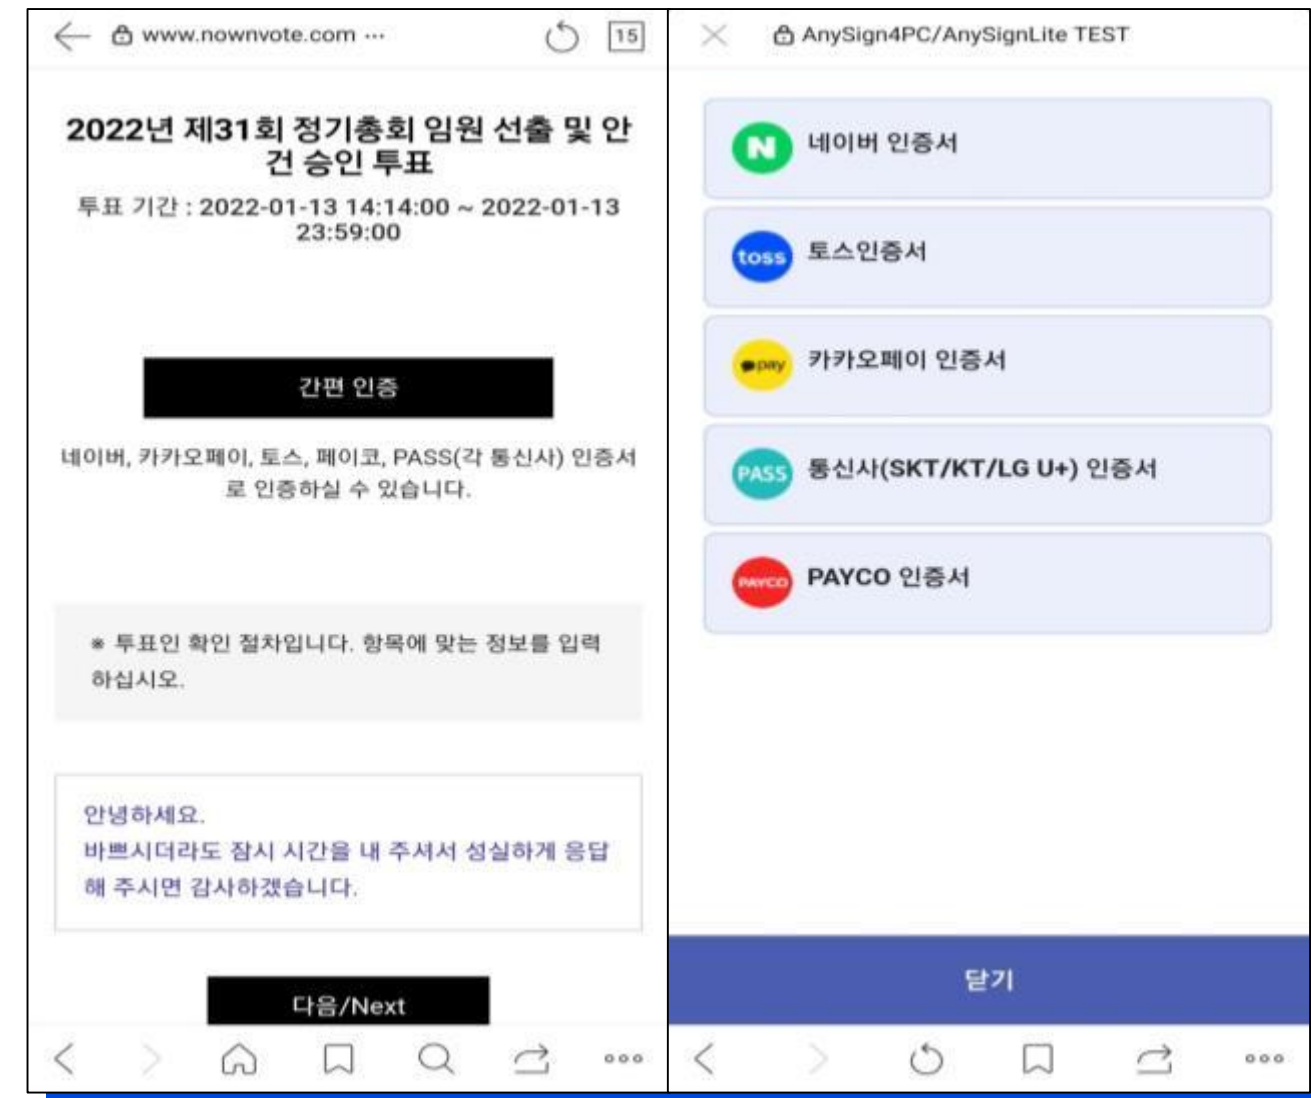 www.nownvote.com ···
15
2022년 제31회 정기총회 임원 선출 및 안
건 승인 투표
투표 기간 : 2022-01-13 14:14:00 ~ 2022-01-13
23:59:00
간편 인증
네이버, 카카오페이, 토스, 페이코, PASS(각 통신사) 인증서
로 인증하실 수 있습니다.
※ 투표인 확인 절차입니다. 항목에 맞는 정보를 입력
하십시오.
안녕하세요.
바쁘시더라도 잠시 시간을 내 주셔서 성실하게 응답
해 주시면 감사하겠습니다.
다음/Next
AnySign4PC/AnySignLite TEST
N 네이버 인증서
toss 토스인증서
pay 카카오페이 인증서
PASS 통신사(SKT/KT/LG U+) 인증서
PAYCO PAYCO 인증서
닫기